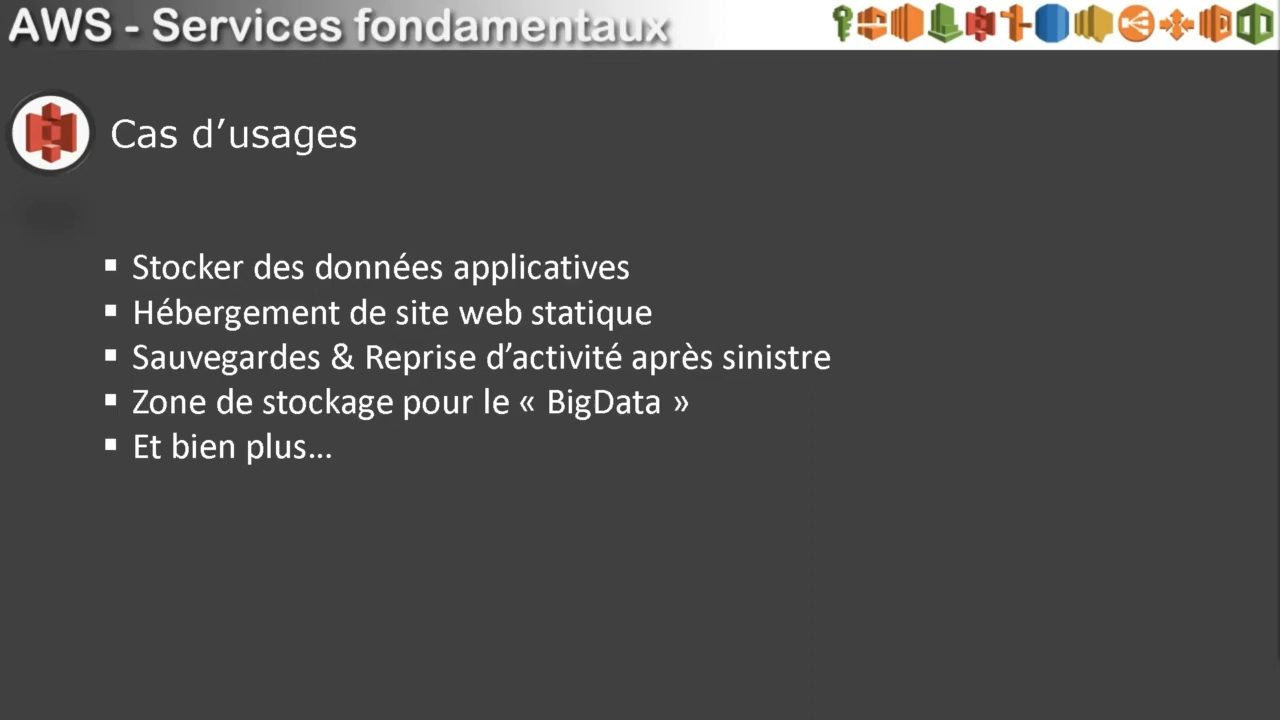 AWS - Services fondamentaux
Cas d’usages
▪ Stocker des données applicatives
▪ Hébergement de site web statique
▪ Sauvegardes & Reprise d’activité après sinistre
▪ Zone de stockage pour le « BigData »
▪ Et bien plus...